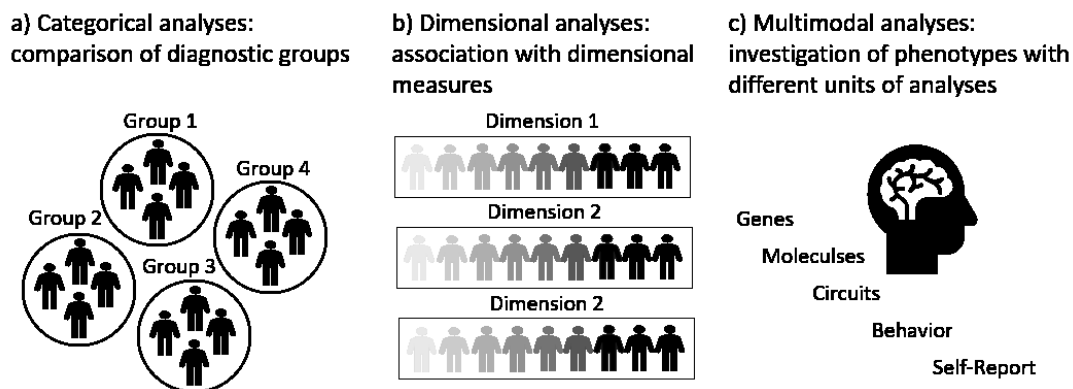 a) Categorical analyses:
comparison of diagnostic groups
Group 1
Group 4
Group 2
Group 3
b) Dimensional analyses:
association with dimensional
measures
Dimension 1
Dimension 2
Dimension 2
c) Multimodal analyses:
investigation of phenotypes with
different units of analyses
Genes
Moleculses
Circuits
Behavior
Self-Report